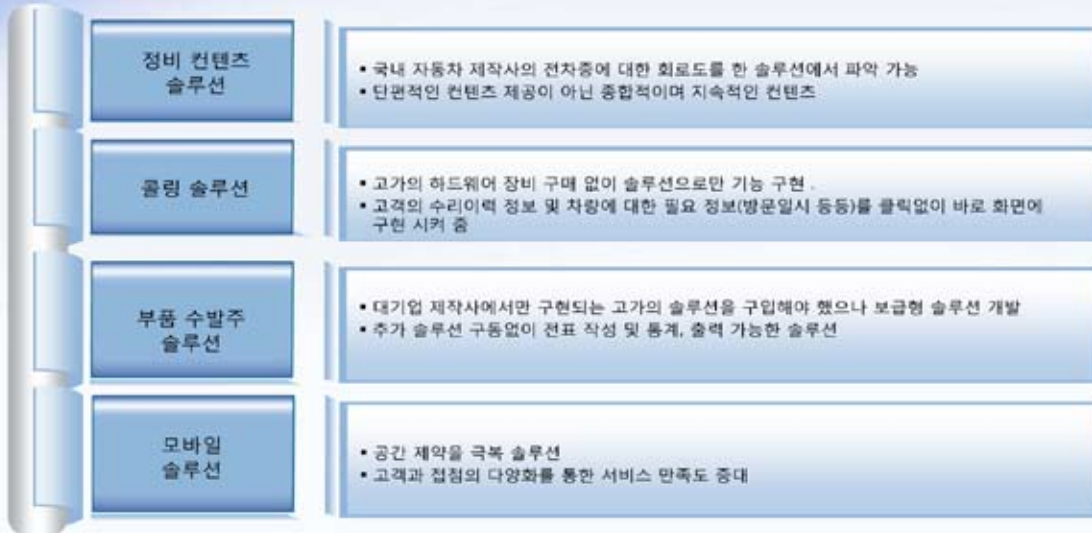 정비 컨텐츠
솔루션
▪ 국내 자동차 제작사의 전차종에 대한 회로도를 한 솔루션에서 파악 가능
▪ 단편적인 컨텐츠 제공이 아닌 종합적이며 지속적인 컨텐츠
콜링 솔루션
▪ 고가의 하드웨어 장비 구매 없이 솔루션으로만 기능 구현 .
▪ 고객의 수리이력 정보 및 차량에 대한 필요 정보(방문일시 등등)를 클릭없이 바로 화면에
구현 시켜 줌
부품 수발주
솔루션
▪ 대기업 제작사에서만 구현되는 고가의 솔루션을 구입해야 했으나 보급형 솔루션 개발
▪ 추가 솔루션 구동없이 전표 작성 및 통계, 출력 가능한 솔루션
모바일
솔루션
▪ 공간 제약을 극복 솔루션
▪ 고객과 접점의 다양화를 통한 서비스 만족도 증대